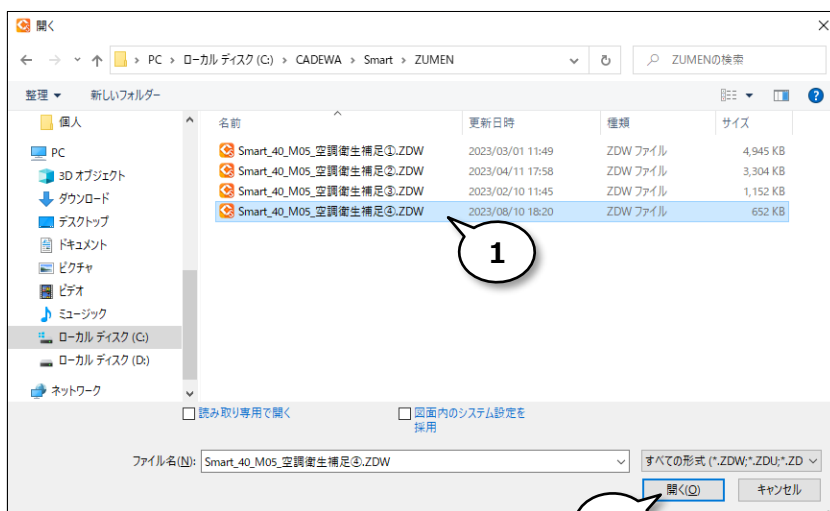 開く
PC › ローカル ディスク (C:) › CADEWA › Smart › ZUMEN
ZUMENの検索
整理
新しいフォルダー
名前 更新日時 種類 サイズ
個人
PC
3D オブジェクト
ダウンロード
デスクトップ
ドキュメント
ピクチャ
ビデオ
ミュージック
ローカル ディスク (C:)
ローカル ディスク (D:)
ネットワーク
Smart_40_M05_空調衛生補足①.ZDW 2023/03/01 11:49 ZDW ファイル 4,945 KB
Smart_40_M05_空調衛生補足②.ZDW 2023/04/11 17:58 ZDW ファイル 3,304 KB
Smart_40_M05_空調衛生補足③.ZDW 2023/02/10 11:45 ZDW ファイル 1,152 KB
Smart_40_M05_空調衛生補足④.ZDW 2023/08/10 18:20 ZDW ファイル 652 KB
1
読み取り専用で開く
図面内のシステム設定を
採用
ファイル名(N): Smart_40_M05_空調衛生補足④.ZDW
すべての形式 (*.ZDW;*.ZDU;*.ZD
開く(O)
キャンセル